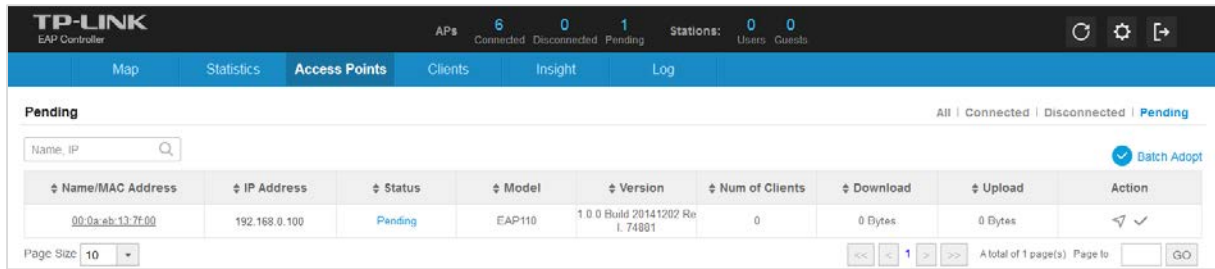 TP-LINK
EAP Controller
APs 6 Connected 0 Disconnected 1 Pending Stations: 0 Users 0 Guests
Map Statistics Access Points Clients Insight Log
Pending All | Connected | Disconnected | Pending
Name, IP Batch Adopt
Name/MAC Address IP Address Status Model Version Num of Clients Download Upload Action
00:0a:eb:13:7f:00 192.168.0.100 Pending EAP110 1.0.0 Build 20141202 Re 0 0 Bytes 0 Bytes
l. 74881
Page Size 10 << < 1 > >> A total of 1 page(s) Page to GO